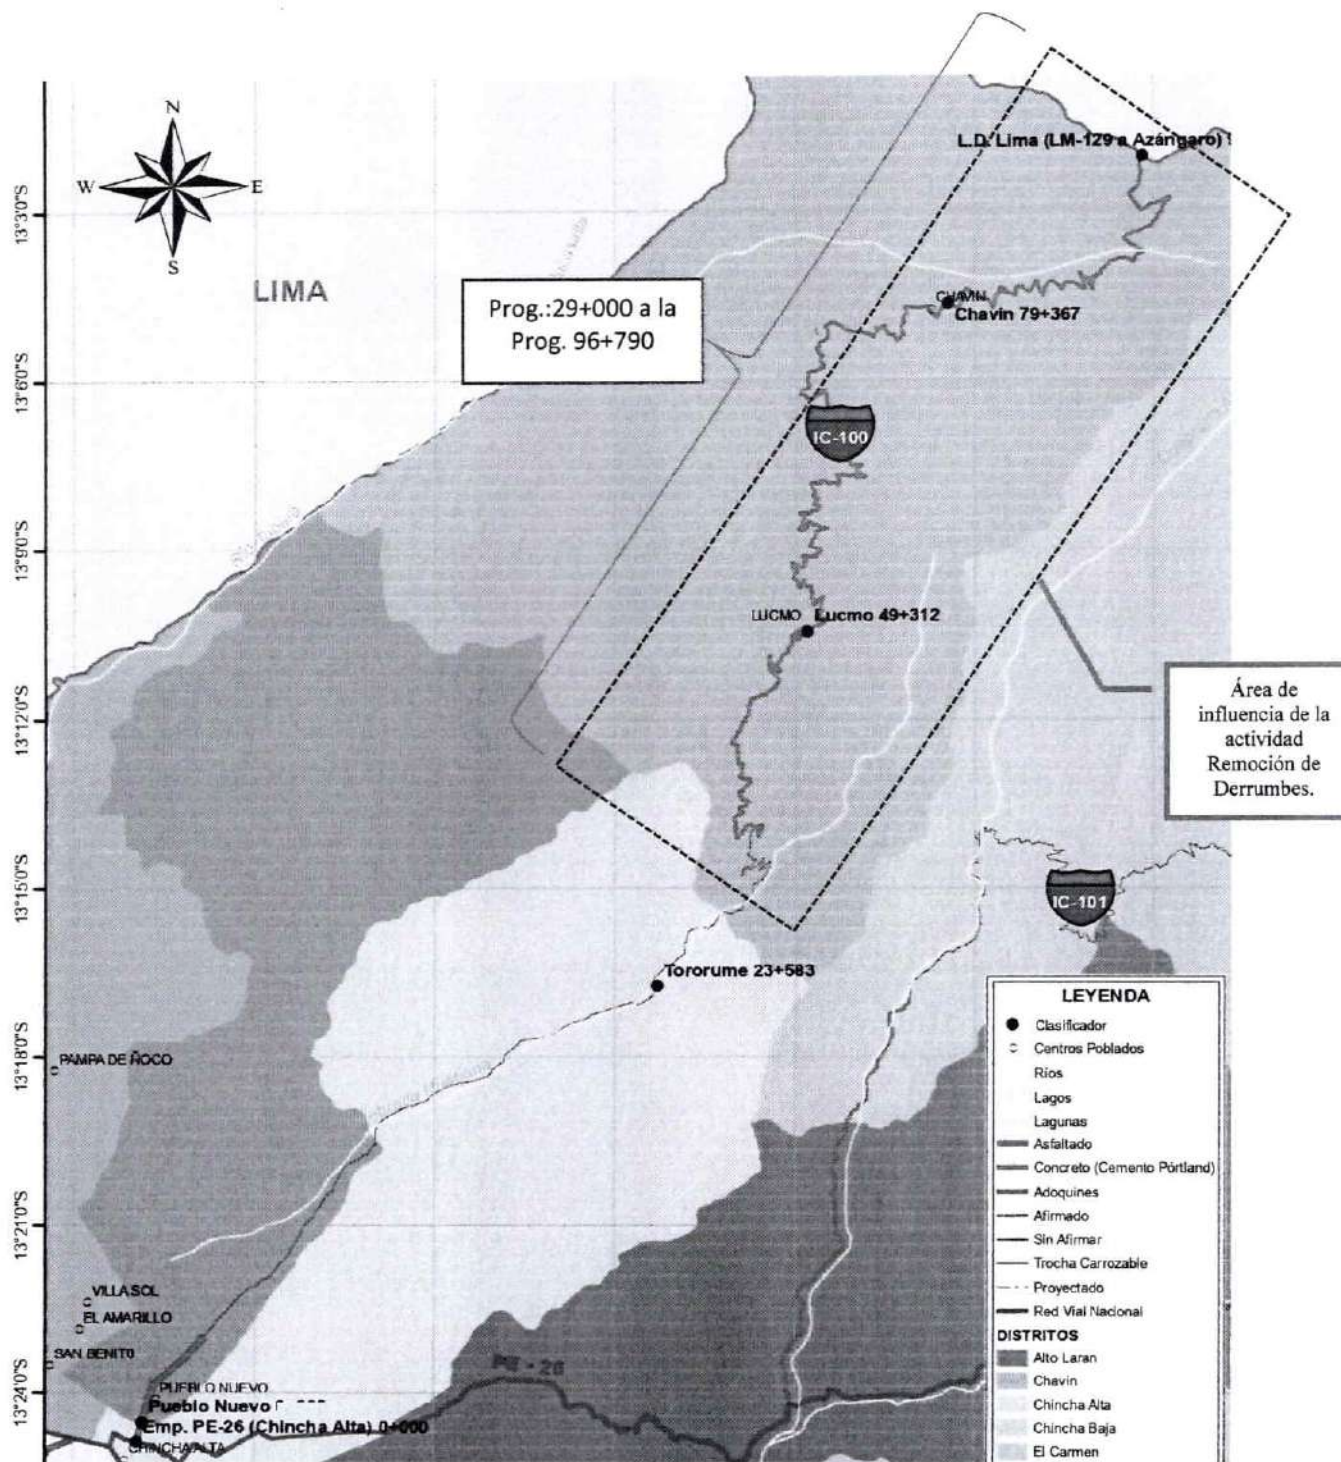 N
W
E
S
LIMA
L.D. Lima (LM-129 a Azángaro)
13°3'0"S
Prog.:29+000 a la
Prog. 96+790
CHAVIN
Chavin 79+367
13°6'0"S
IC-100
13°9'0"S
LUCMO
Lucmo 49+312
Área de
influencia de la
actividad
Remoción de
Derrumbes.
13°12'0"S
13°15'0"S
IC-101
Tororume 23+583
13°18'0"S
PAMPA DE ÑOCO
13°21'0"S
VILLA SOL
EL AMARILLO
SAN BENITO
13°24'0"S
PE - 26
PUEBLO NUEVO
Pueblo Nuevo
Emp. PE-26 (Chincha Alta) 0+000
CHINCHA ALTA
LEYENDA
Clasificador
Centros Poblados
Ríos
Lagos
Lagunas
Asfaltado
Concreto (Cemento Pórtland)
Adoquines
Afirmado
Sin Afirmar
Trocha Carrozable
Proyectado
Red Vial Nacional
DISTRITOS
Alto Laran
Chavin
Chincha Alta
Chincha Baja
El Carmen